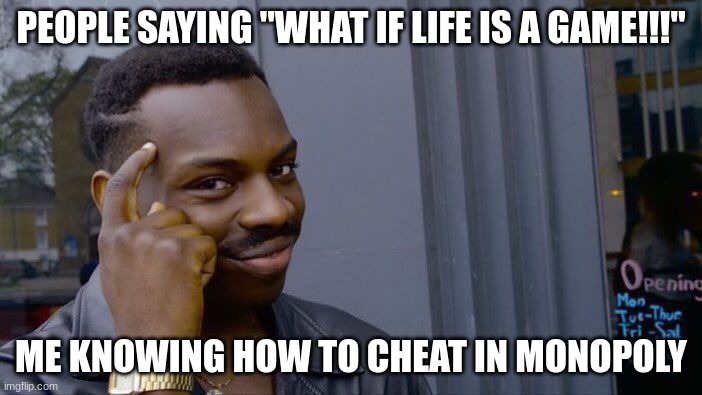 PEOPLE SAYING "WHAT IF LIFE IS A GAME!!!"
Opening
Mon
Tue-Thur
Fri-Sat
ME KNOWING HOW TO CHEAT IN MONOPOLY
imgflip.com